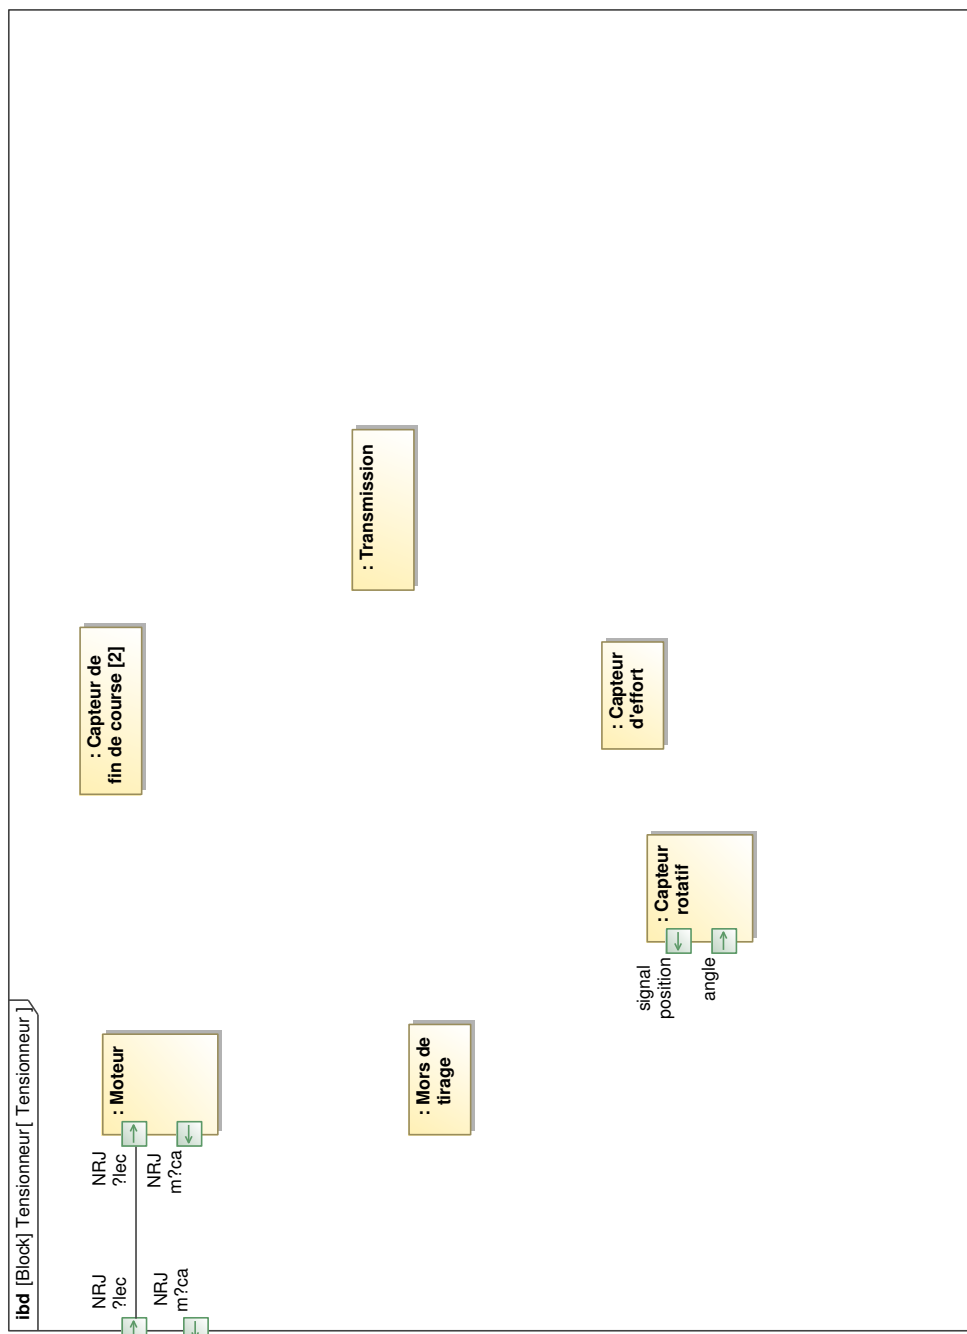 ibd [Block] Tensionneur [ Tensionneur ]
NRJ
?lec
NRJ
m?ca
NRJ
?lec
NRJ
m?ca
: Moteur
: Capteur de
fin de course [2]
: Transmission
: Mors de
tirage
: Capteur
d'effort
signal
position
angle
: Capteur
rotatif